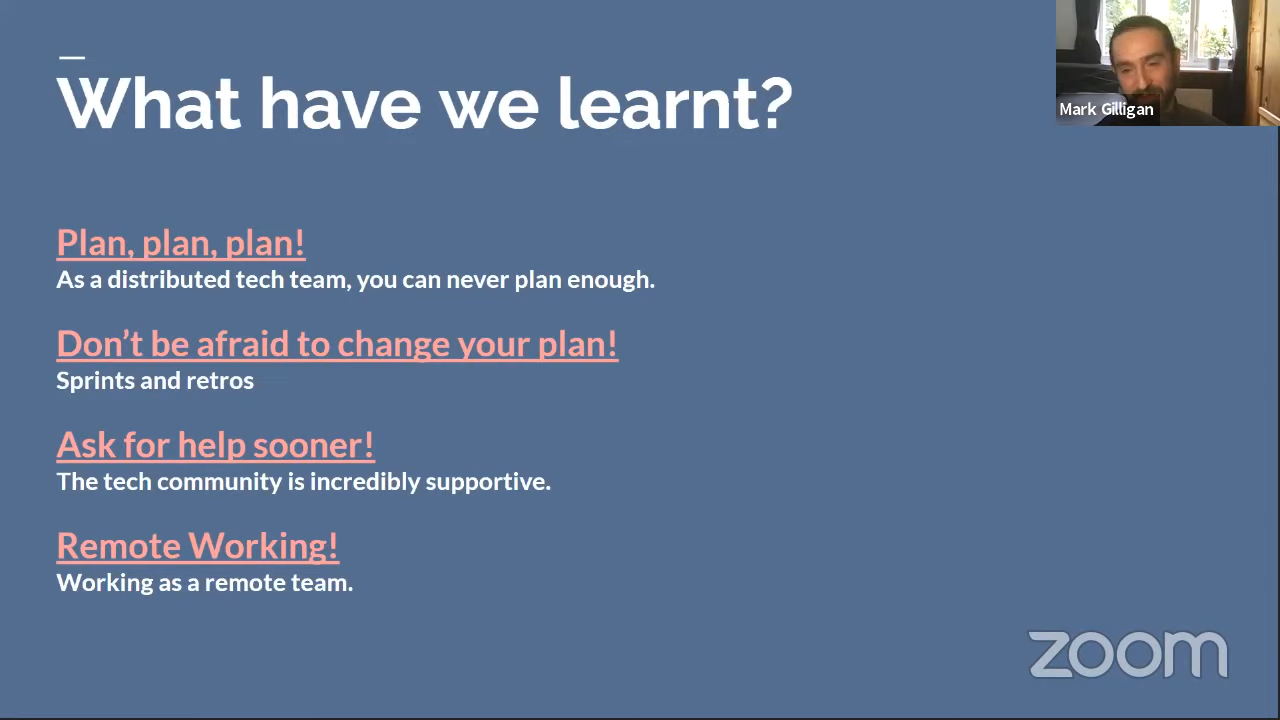 What have we learnt?
Mark Gilligan
Plan, plan, plan!
As a distributed tech team, you can never plan enough.
Don’t be afraid to change your plan!
Sprints and retros
Ask for help sooner!
The tech community is incredibly supportive.
Remote Working!
Working as a remote team.
zoom